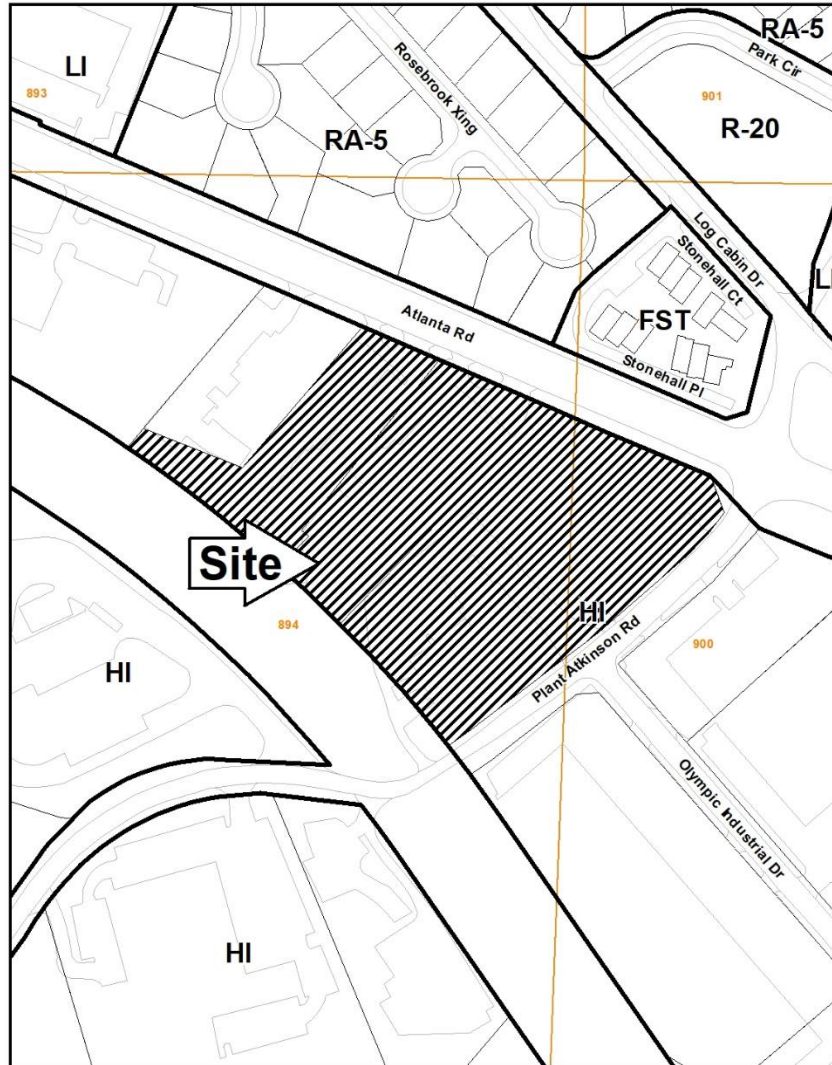 RA-5
Park Cir
LI
893
Rosebrook Xing
901
RA-5
R-20
Log Cabin Dr
Stonehall Ct
LI
FST
Atlanta Rd
Stonehall Pl
Site
894
HI
Plant Atkinson Rd
900
HI
Olympic Industrial Dr
HI